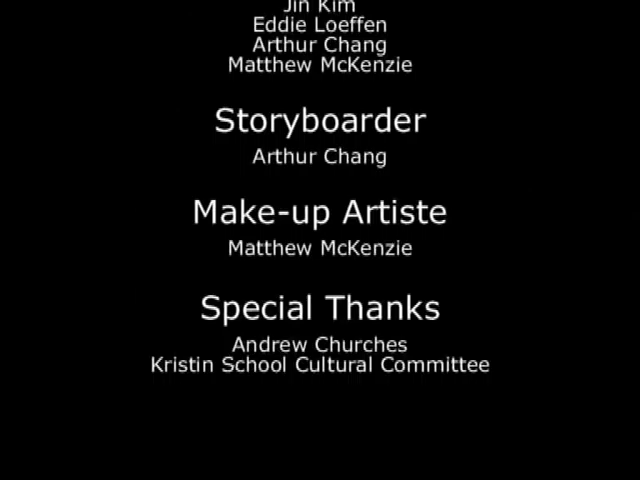 Jin Kim
Eddie Loeffen
Arthur Chang
Matthew McKenzie
Storyboarder
Arthur Chang
Make-up Artiste
Matthew McKenzie
Special Thanks
Andrew Churches
Kristin School Cultural Committee